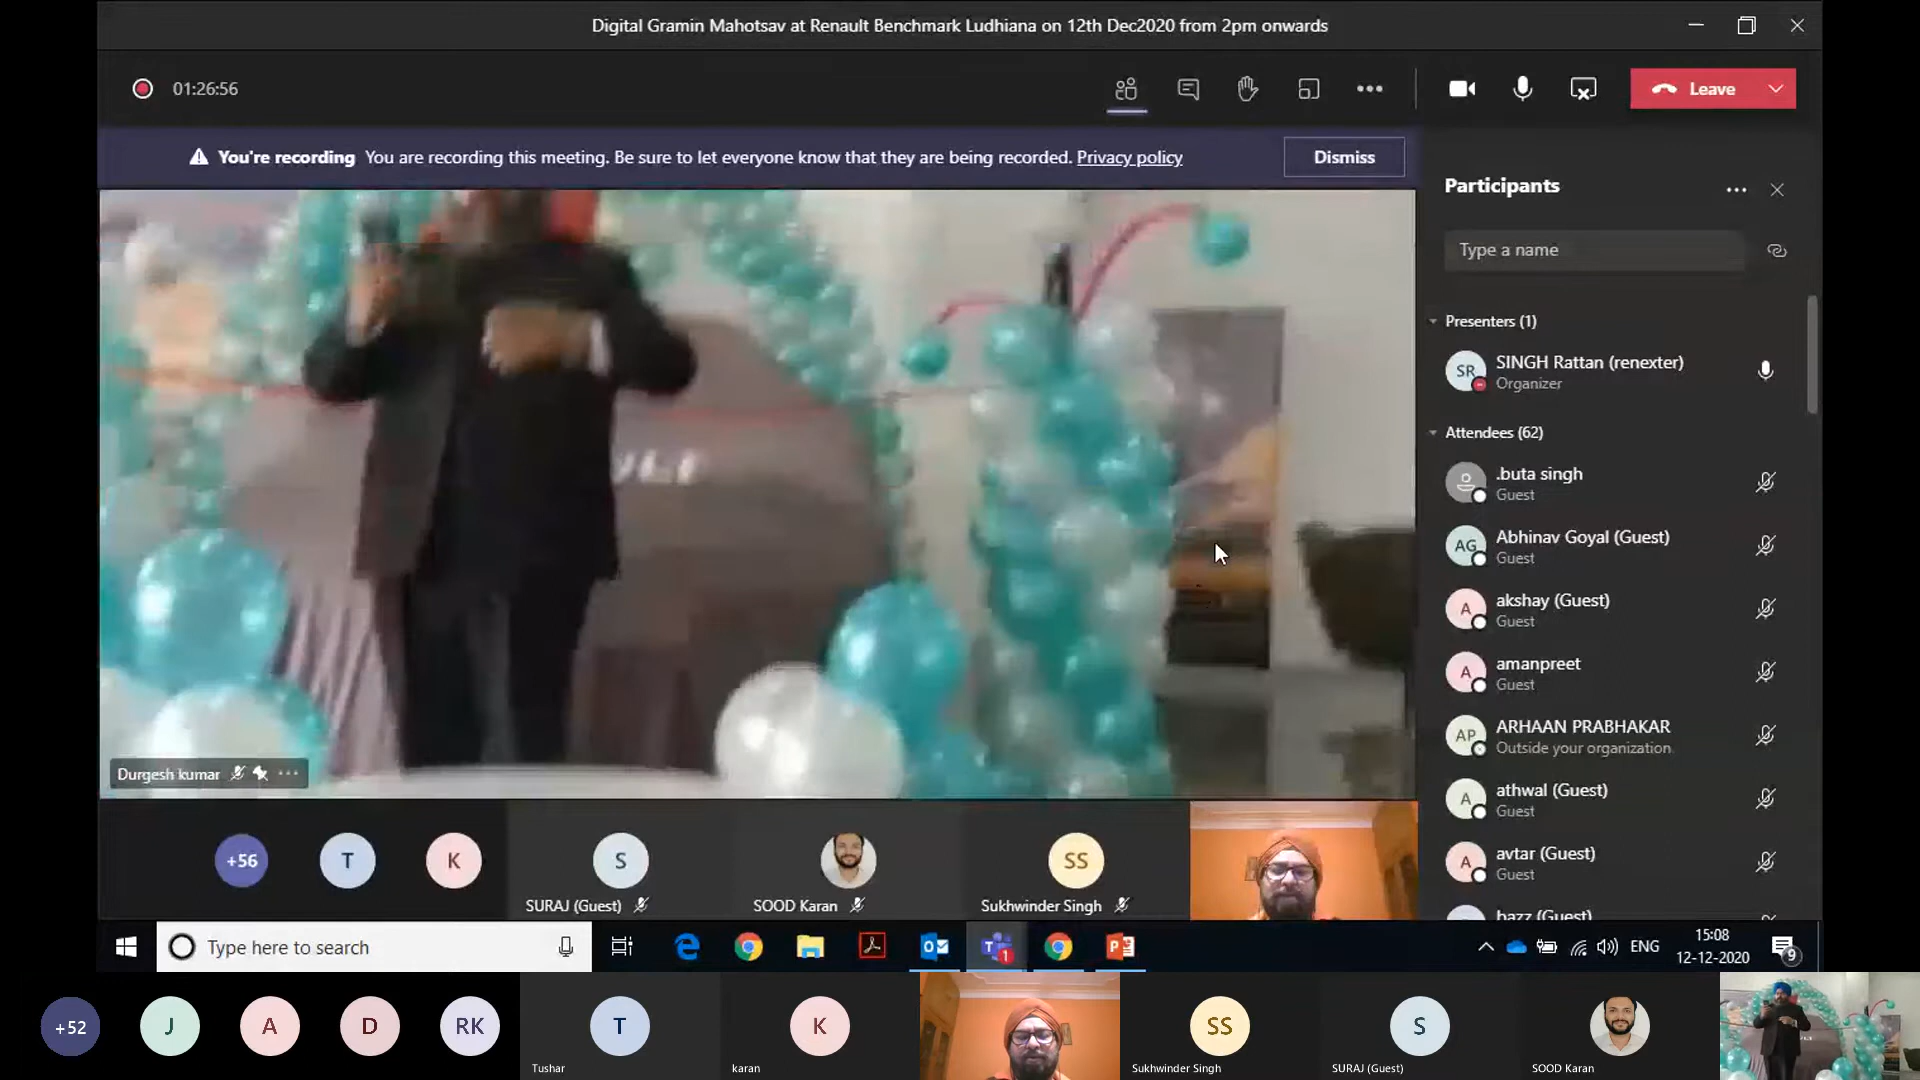 Digital Gramin Mahotsav at Renault Benchmark Ludhiana on 12th Dec2020 from 2pm onwards
01:26:56
Leave
You're recording You are recording this meeting. Be sure to let everyone know that they are being recorded. Privacy policy
Dismiss
Participants
Type a name
Presenters (1)
SR
SINGH Rattan (renexter)
Organizer
Attendees (62)
.buta singh
Guest
AG
Abhinav Goyal (Guest)
Guest
A
akshay (Guest)
Guest
A
amanpreet
Guest
AP
ARHAAN PRABHAKAR
Outside your organization
A
athwal (Guest)
Guest
A
avtar (Guest)
Guest
bazz (Guest)
Durgesh kumar
+56
T
K
S
SURAJ (Guest)
SOOD Karan
SS
Sukhwinder Singh
Type here to search
1
ENG
15:08
12-12-2020
9
+52
J
A
D
RK
T
Tushar
K
karan
SS
Sukhwinder Singh
S
SURAJ (Guest)
SOOD Karan